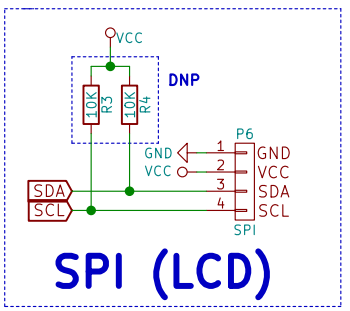 VCC
DNP
10K R3 10K R4
P6
GND 1 GND
VCC 2 VCC
SDA 3 SDA
SCL 4 SCL
SPI
SPI (LCD)